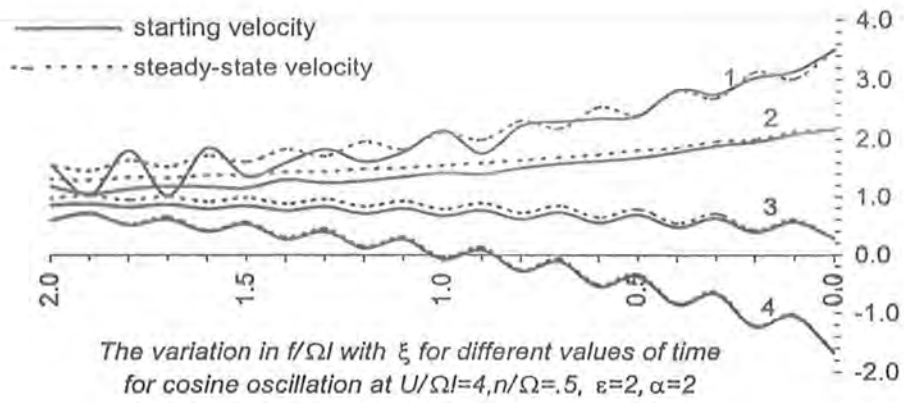 starting velocity
steady-state velocity
4.0
3.0
2.0
1.0
0.0
-1.0
-2.0
1
2
3
4
2.0 1.5 1.0 0.5 0.0
The variation in f/Ωl with ξ for different values of time
for cosine oscillation at U/Ωl=4,n/Ω=.5, ε=2, α=2